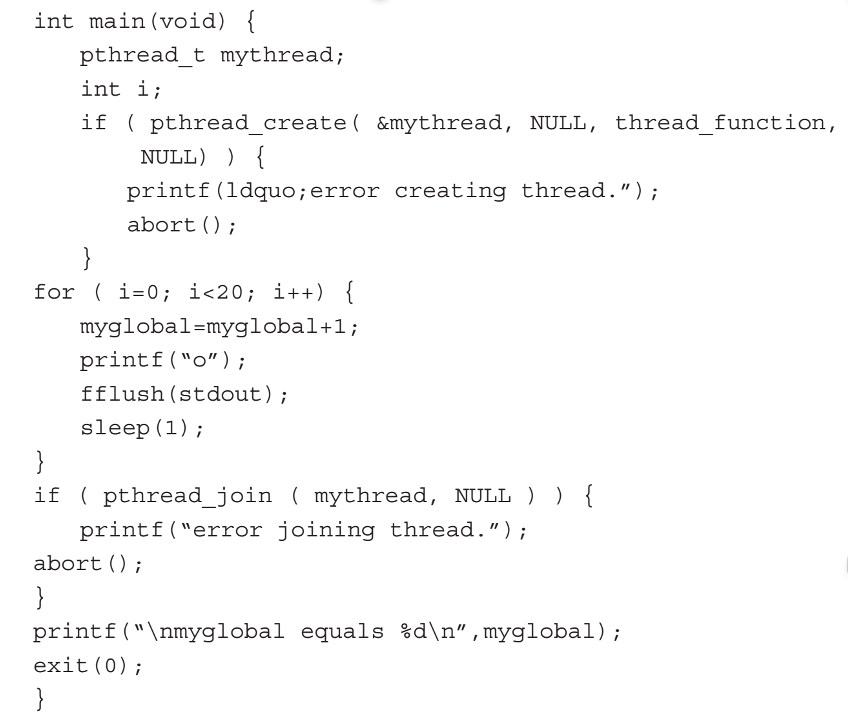 int main(void) {
pthread_t mythread;
int i;
if ( pthread_create( &mythread, NULL, thread_function,
NULL) ) {
printf(ldquo;error creating thread.”);
abort();
}
for ( i=0; i<20; i++) {
myglobal=myglobal+1;
printf(“o”);
fflush(stdout);
sleep(1);
}
if ( pthread_join ( mythread, NULL ) ) {
printf(“error joining thread.”);
abort();
}
printf(“\nmyglobal equals %d\n”,myglobal);
exit(0);
}